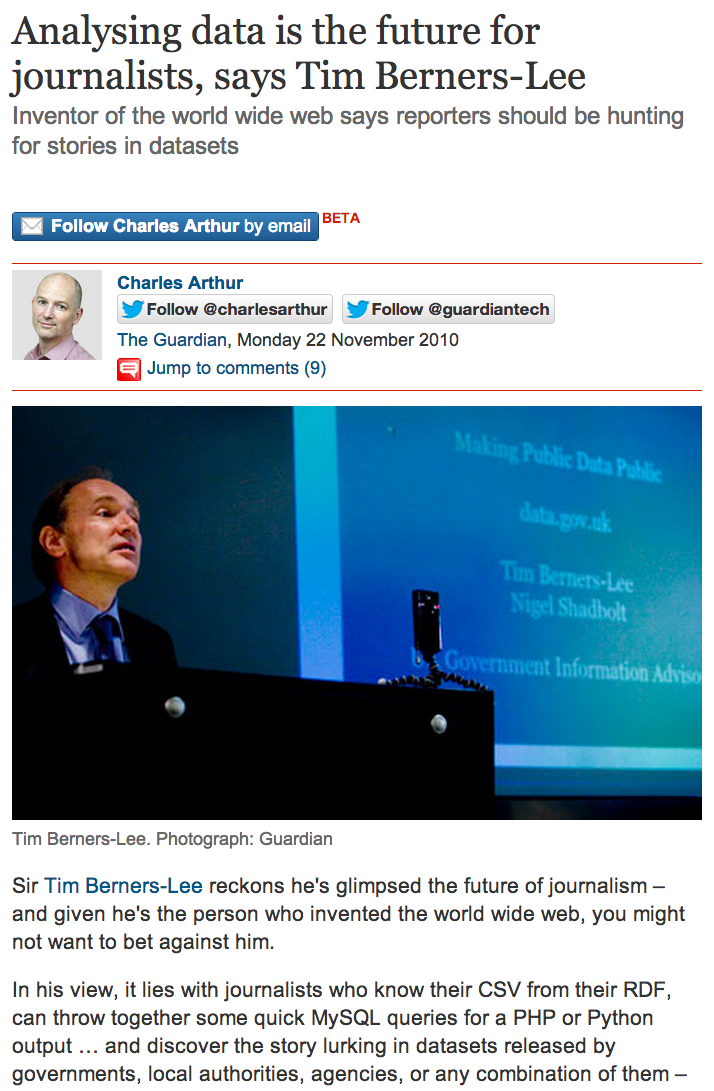 Analysing data is the future for
journalists, says Tim Berners-Lee
Inventor of the world wide web says reporters should be hunting
for stories in datasets
Follow Charles Arthur by email BETA
Charles Arthur
Follow @charlesarthur Follow @guardiantech
The Guardian, Monday 22 November 2010
Jump to comments (9)
Making Public Data Public
data.gov.uk
Tim Berners-Lee
Nigel Shadbolt
Government Information Adviso
Tim Berners-Lee. Photograph: Guardian
Sir Tim Berners-Lee reckons he's glimpsed the future of journalism –
and given he's the person who invented the world wide web, you might
not want to bet against him.
In his view, it lies with journalists who know their CSV from their RDF,
can throw together some quick MySQL queries for a PHP or Python
output … and discover the story lurking in datasets released by
governments, local authorities, agencies, or any combination of them –